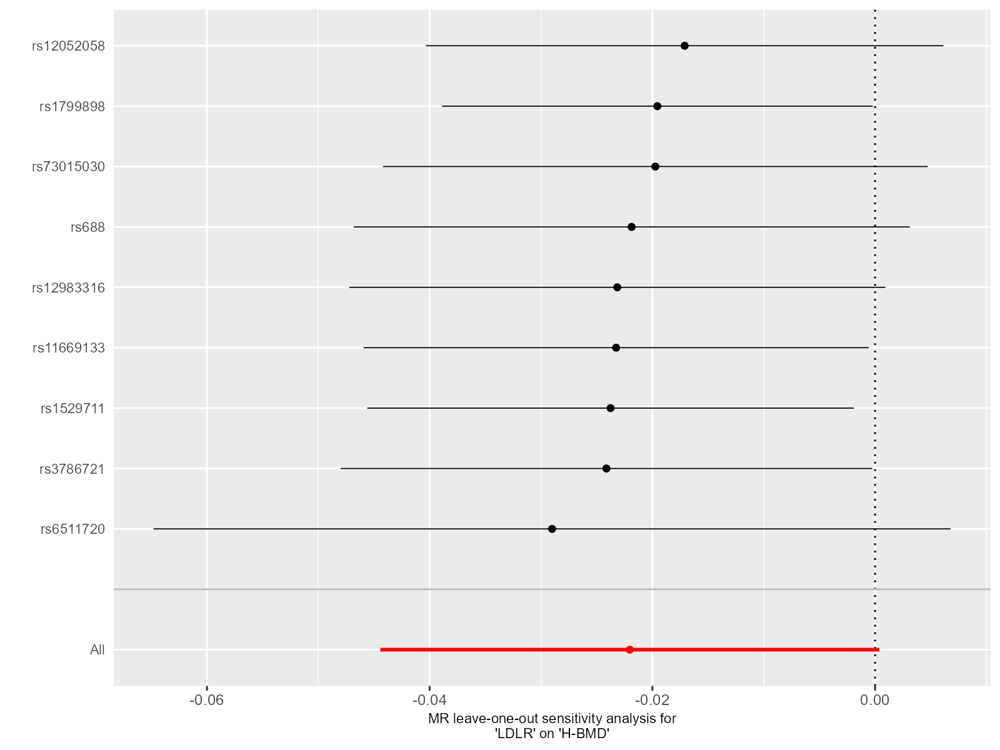 rs12052058
rs1799898
rs73015030
rs688
rs12983316
rs11669133
rs1529711
rs3786721
rs6511720
All
-0.06 -0.04 -0.02 0.00
MR leave-one-out sensitivity analysis for
'LDLR' on 'H-BMD'